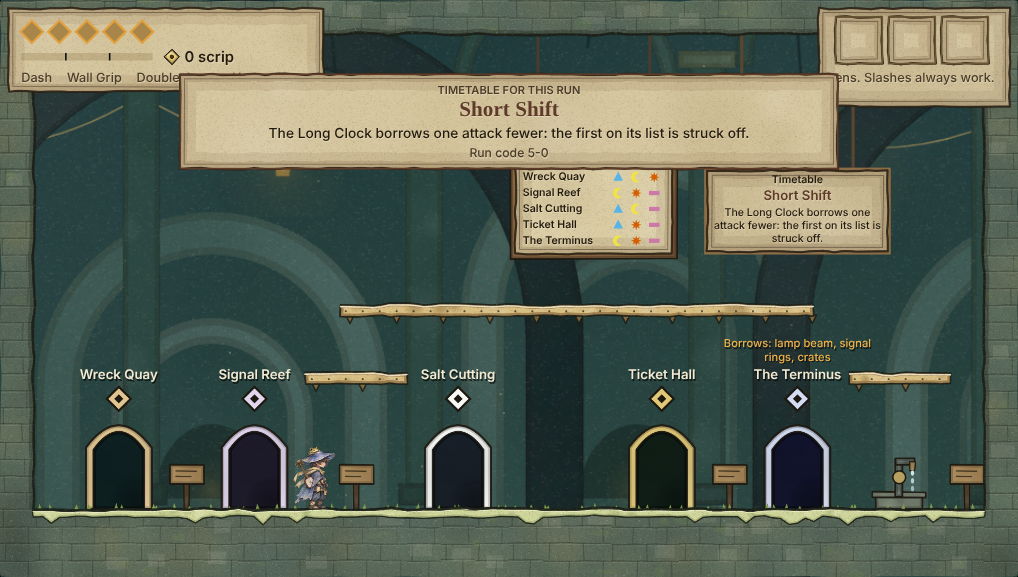 0 scrip
Dash Wall Grip Double
ens. Slashes always work.
TIMETABLE FOR THIS RUN
Short Shift
The Long Clock borrows one attack fewer: the first on its list is struck off.
Run code 5-0
Wreck Quay
Signal Reef
Salt Cutting
Ticket Hall
The Terminus
Timetable
Short Shift
The Long Clock borrows one
attack fewer: the first on its list is
struck off.
Borrows: lamp beam, signal
rings, crates
Wreck Quay
Signal Reef
Salt Cutting
Ticket Hall
The Terminus